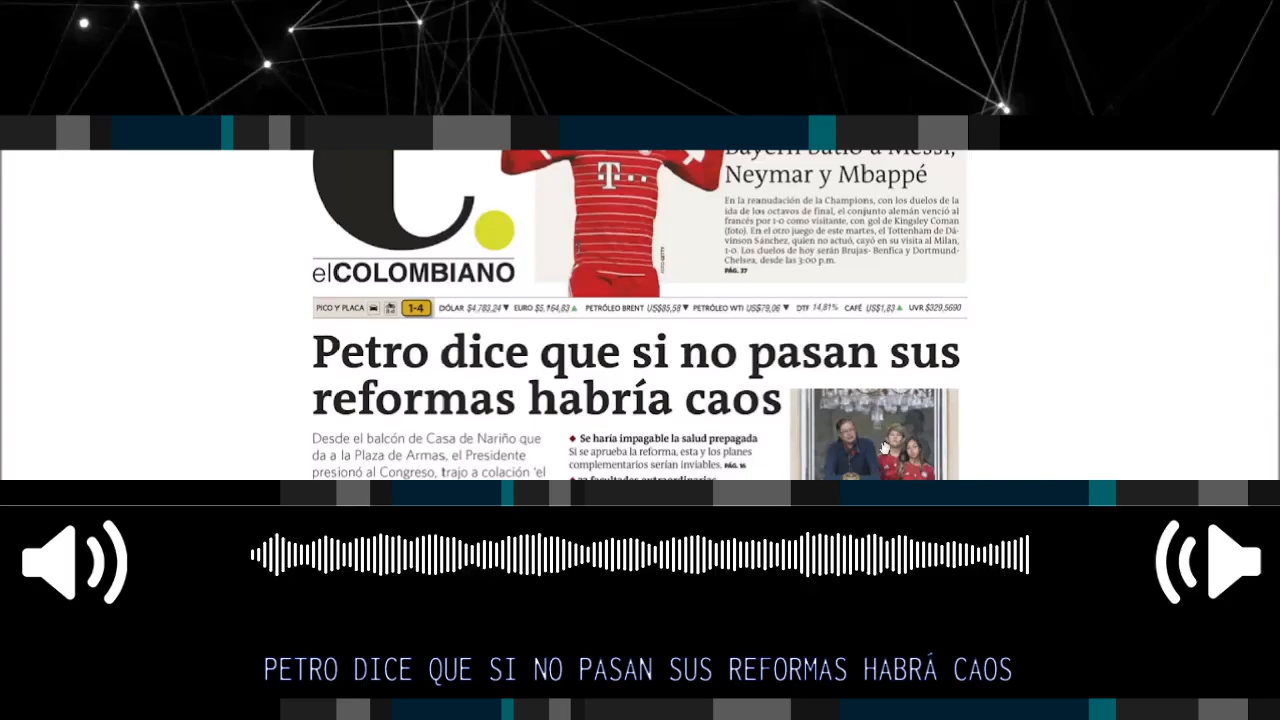 Bayern batió a Messi,
Neymar y Mbappé
En la reanudación de la Champions, con los duelos de la
ida de los octavos de final, el conjunto alemán venció al
francés por 1-0 como visitante, con gol de Kingsley Coman
(foto). En el otro juego de este martes, el Tottenham de Dá-
vinson Sánchez, quien no actuó, cayó en su visita al Milan,
1-0. Los duelos de hoy serán Brujas- Benfica y Dortmund-
Chelsea, desde las 3:00 p.m.
PÁG. 27
T
elCOLOMBIANO
PICO Y PLACA 1-4 DÓLAR $4.783,24 EURO $5.164,83 PETRÓLEO BRENT US$85,58 PETRÓLEO WTI US$79,06 DTF 14,81% CAFÉ US$1,83 UVR $329,5690
Petro dice que si no pasan sus
reformas habría caos
Desde el balcón de Casa de Nariño que
da a la Plaza de Armas, el Presidente
presionó al Congreso, trajo a colación 'el
Se haría impagable la salud prepagada
Si se aprueba la reforma, esta y los planes
complementarios serían inviables. PÁG. 16
facultades extraordinarias
PETRO DICE QUE SI NO PASAN SUS REFORMAS HABRÁ CAOS